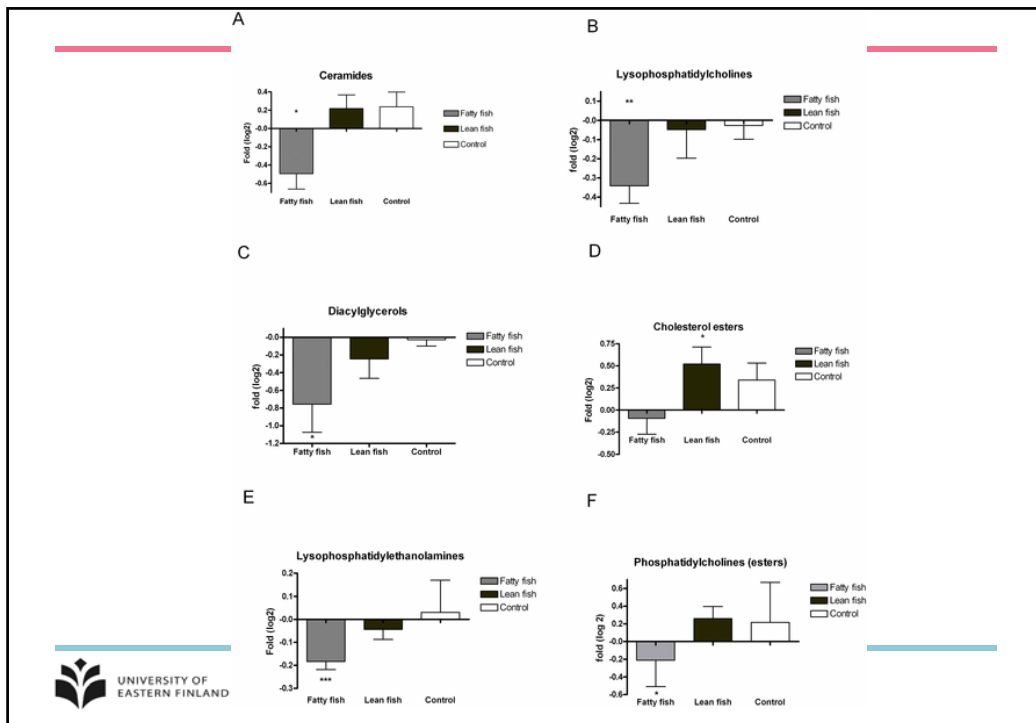 A
Ceramides
Fold (log2)
0.4
0.2
-0.0
-0.2
-0.4
-0.6
*
Fatty fish
Lean fish
Control
Fatty fish
Lean fish
Control
B
Lysophosphatidylcholines
Fold (log2)
0.1
-0.0
-0.1
-0.2
-0.3
-0.4
**
Fatty fish
Lean fish
Control
Fatty fish
Lean fish
Control
C
Diacylglycerols
fold (log2)
-0.0
-0.2
-0.4
-0.6
-0.8
-1.0
-1.2
*
Fatty fish
Lean fish
Control
Fatty fish
Lean fish
Control
D
Cholesterol esters
Fold (log2)
0.75
0.50
0.25
0.00
-0.25
-0.50
*
Fatty fish
Lean fish
Control
Fatty fish
Lean fish
Control
E
Lysophosphatidylethanolamines
Fold (log2)
0.2
0.1
-0.0
-0.1
-0.2
-0.3
***
Fatty fish
Lean fish
Control
Fatty fish
Lean fish
Control
F
Phosphatidylcholines (esters)
fold (log 2)
0.6
0.4
0.2
-0.0
-0.2
-0.4
-0.6
*
Fatty fish
Lean fish
Control
Fatty fish
Lean fish
Control
UNIVERSITY OF
EASTERN FINLAND